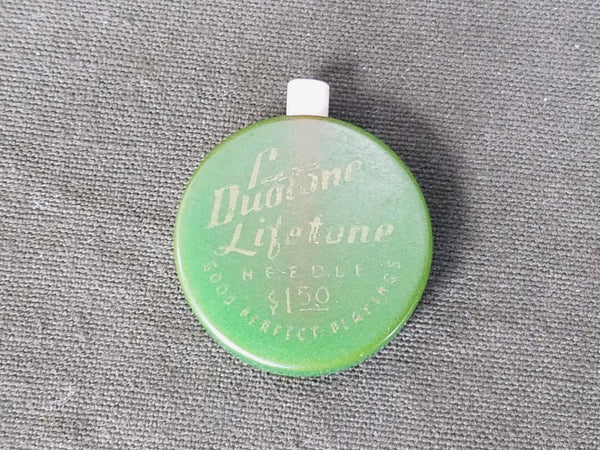 Duotone
Lifetone
NEEDLE
$1.50
5000 PERFECT PLAYINGS